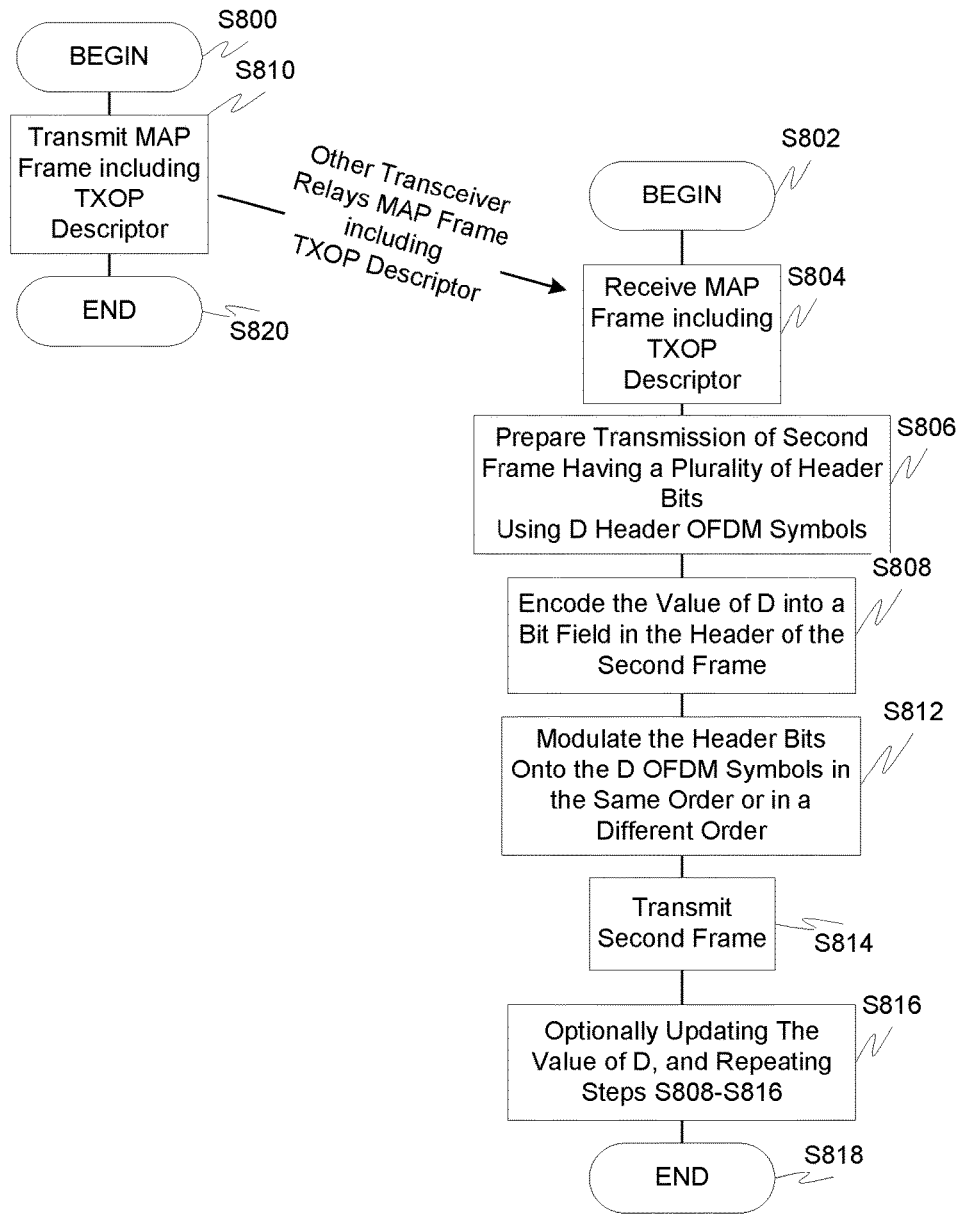 S800
BEGIN
S810
Transmit MAP
Frame including
TXOP
Descriptor
END
S820
Other Transceiver
Relays MAP Frame
including
TXOP Descriptor
S802
BEGIN
S804
Receive MAP
Frame including
TXOP
Descriptor
S806
Prepare Transmission of Second
Frame Having a Plurality of Header
Bits
Using D Header OFDM Symbols
S808
Encode the Value of D into a
Bit Field in the Header of the
Second Frame
S812
Modulate the Header Bits
Onto the D OFDM Symbols in
the Same Order or in a
Different Order
Transmit
Second Frame
S814
S816
Optionally Updating The
Value of D, and Repeating
Steps S808-S816
S818
END